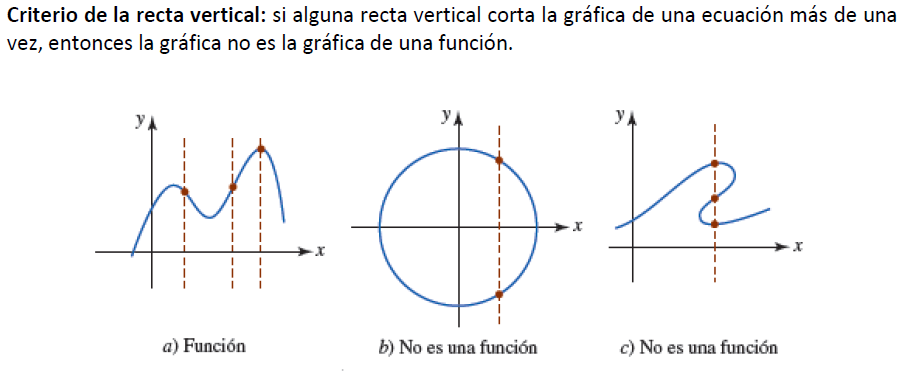 Criterio de la recta vertical: si alguna recta vertical corta la gráfica de una ecuación más de una
vez, entonces la gráfica no es la gráfica de una función.
y
x
a) Función
y
x
b) No es una función
y
x
c) No es una función